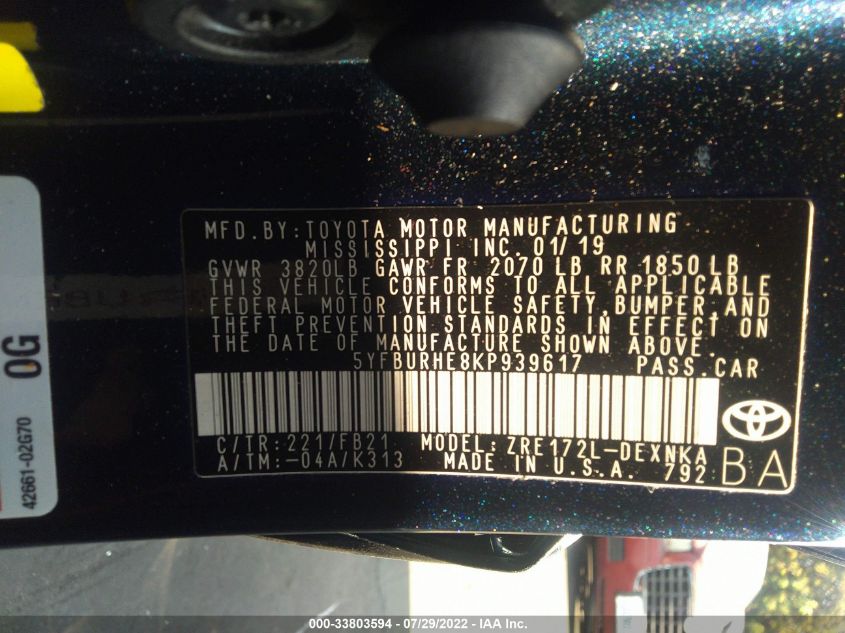 MFD. BY: TOYOTA MOTOR MANUFACTURING
MISSISSIPPI INC. 01/19
GVWR 3820LB GAWR FR 2070 LB RR 1850 LB
THIS VEHICLE CONFORMS TO ALL APPLICABLE
FEDERAL MOTOR VEHICLE SAFETY, BUMPER, AND
THEFT PREVENTION STANDARDS IN EFFECT ON
THE DATE OF MANUFACTURE SHOWN ABOVE.
5YFBURHE8KP939617 PASS. CAR
C/TR: 221/FB21 MODEL: ZRE172L-DEXNKA
A/TM: -04A/K313 MADE IN U.S.A. 792 BA
0G
42661-02G70
000-33803594 - 07/29/2022 - IAA Inc.